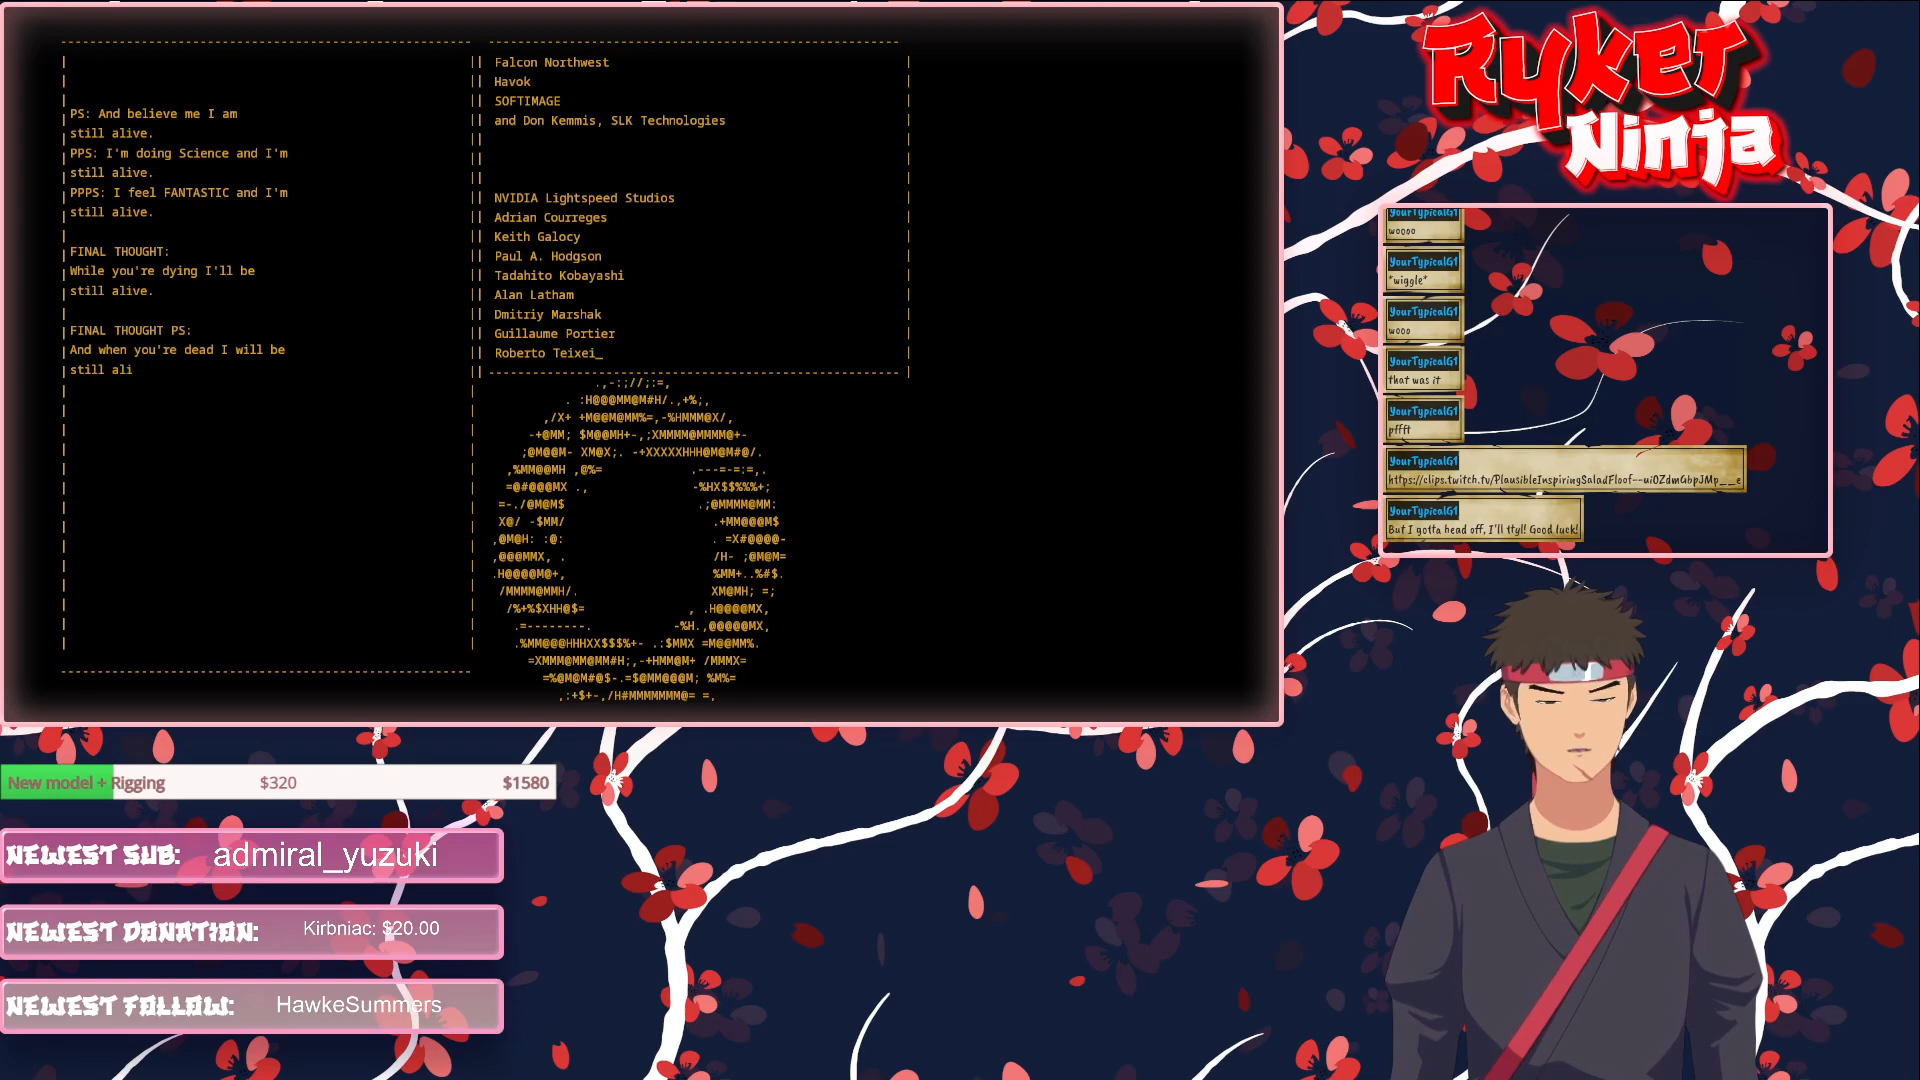 PS: And believe me I am
still alive.
PPS: I'm doing Science and I'm
still alive.
PPPS: I feel FANTASTIC and I'm
still alive.
FINAL THOUGHT:
While you're dying I'll be
still alive.
FINAL THOUGHT PS:
And when you're dead I will be
still ali
Falcon Northwest
Havok
SOFTIMAGE
and Don Kemmis, SLK Technologies
NVIDIA Lightspeed Studios
Adrian Courreges
Keith Galocy
Paul A. Hodgson
Tadahito Kobayashi
Alan Latham
Dmitriy Marshak
Guillaume Portier
Roberto Teixei_
Ryker
Ninja
YourTypicalG1
woooo
YourTypicalG1
*wiggle*
YourTypicalG1
wooo
YourTypicalG1
that was it
YourTypicalG1
pffft
YourTypicalG1
https://clips.twitch.tv/PlausibleInspiringSaladFloof--uiOZdmGbpJMp__e
YourTypicalG1
But I gotta head off, I'll ttyl! Good luck!
New model + Rigging $320 $1580
NEWEST SUB: admiral_yuzuki
NEWEST DONATION: Kirbniac: $20.00
NEWEST FOLLOW: HawkeSummers